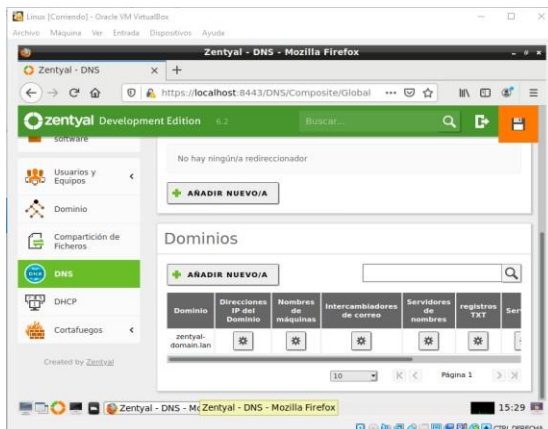 Linux [Corriendo] - Oracle VM VirtualBox
Archivo Máquina Ver Entrada Dispositivos Ayuda
Zentyal - DNS - Mozilla Firefox
Zentyal - DNS
https://localhost:8443/DNS/Composite/Global
zentyal Development Edition 6.2
Buscar...
software
Usuarios y
Equipos
Dominio
Compartición de
Ficheros
DNS
DHCP
Cortafuegos
Created by Zentyal
No hay ningún/a redireccionador
AÑADIR NUEVO/A
Dominios
AÑADIR NUEVO/A
Dominio
Direcciones
IP del
Dominio
Nombres
de
máquinas
Intercambiadores
de correo
Servidores
de
nombres
registros
TXT
Ser
zentyal-
domain.lan
10
Página 1
Zentyal - DNS - Mo
Zentyal - DNS - Mozilla Firefox
15:29
CTRL DERECHA